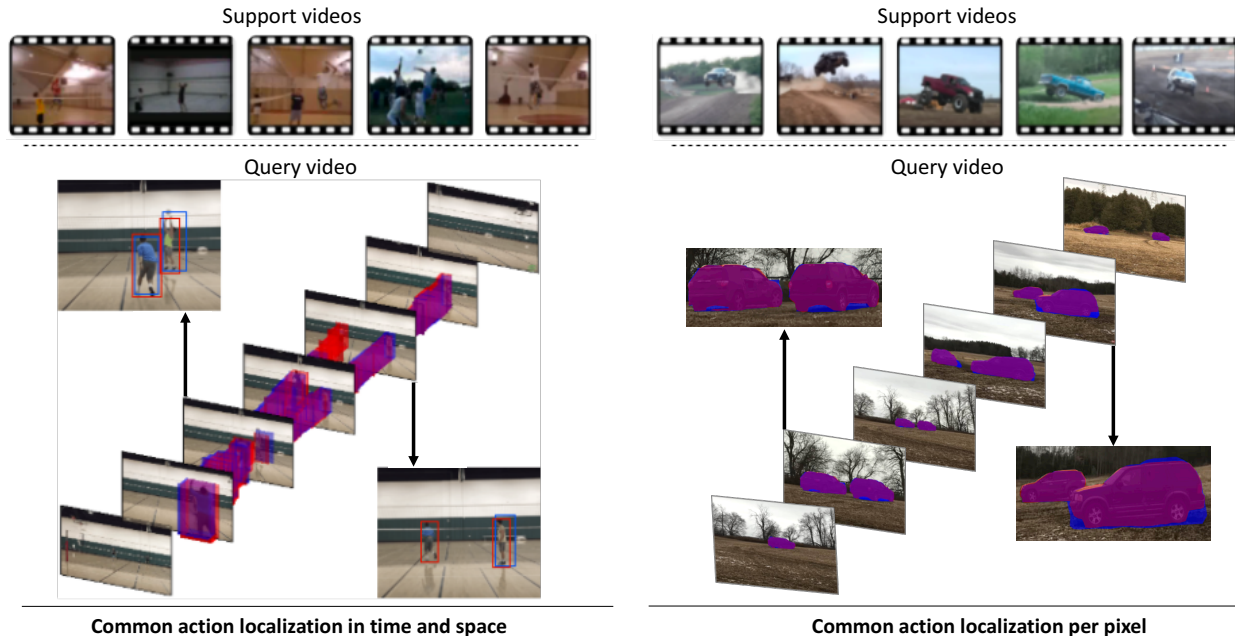 Support videos
Query video
Common action localization in time and space
Support videos
Query video
Common action localization per pixel